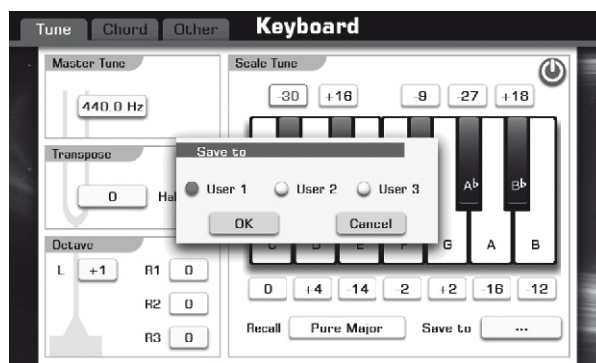 Tune Chord Other Keyboard
Master Tune
440.0 Hz
Transpose
0 Hal
Octave
L +1 R1 0
R2 0
R3 0
Scale Tune
-30 +16 -9 -27 +18
Save to
User 1 User 2 User 3
OK Cancel
A♭ B♭
C D E F G A B
0 +4 -14 -2 +2 -16 -12
Recall Pure Major Save to ...